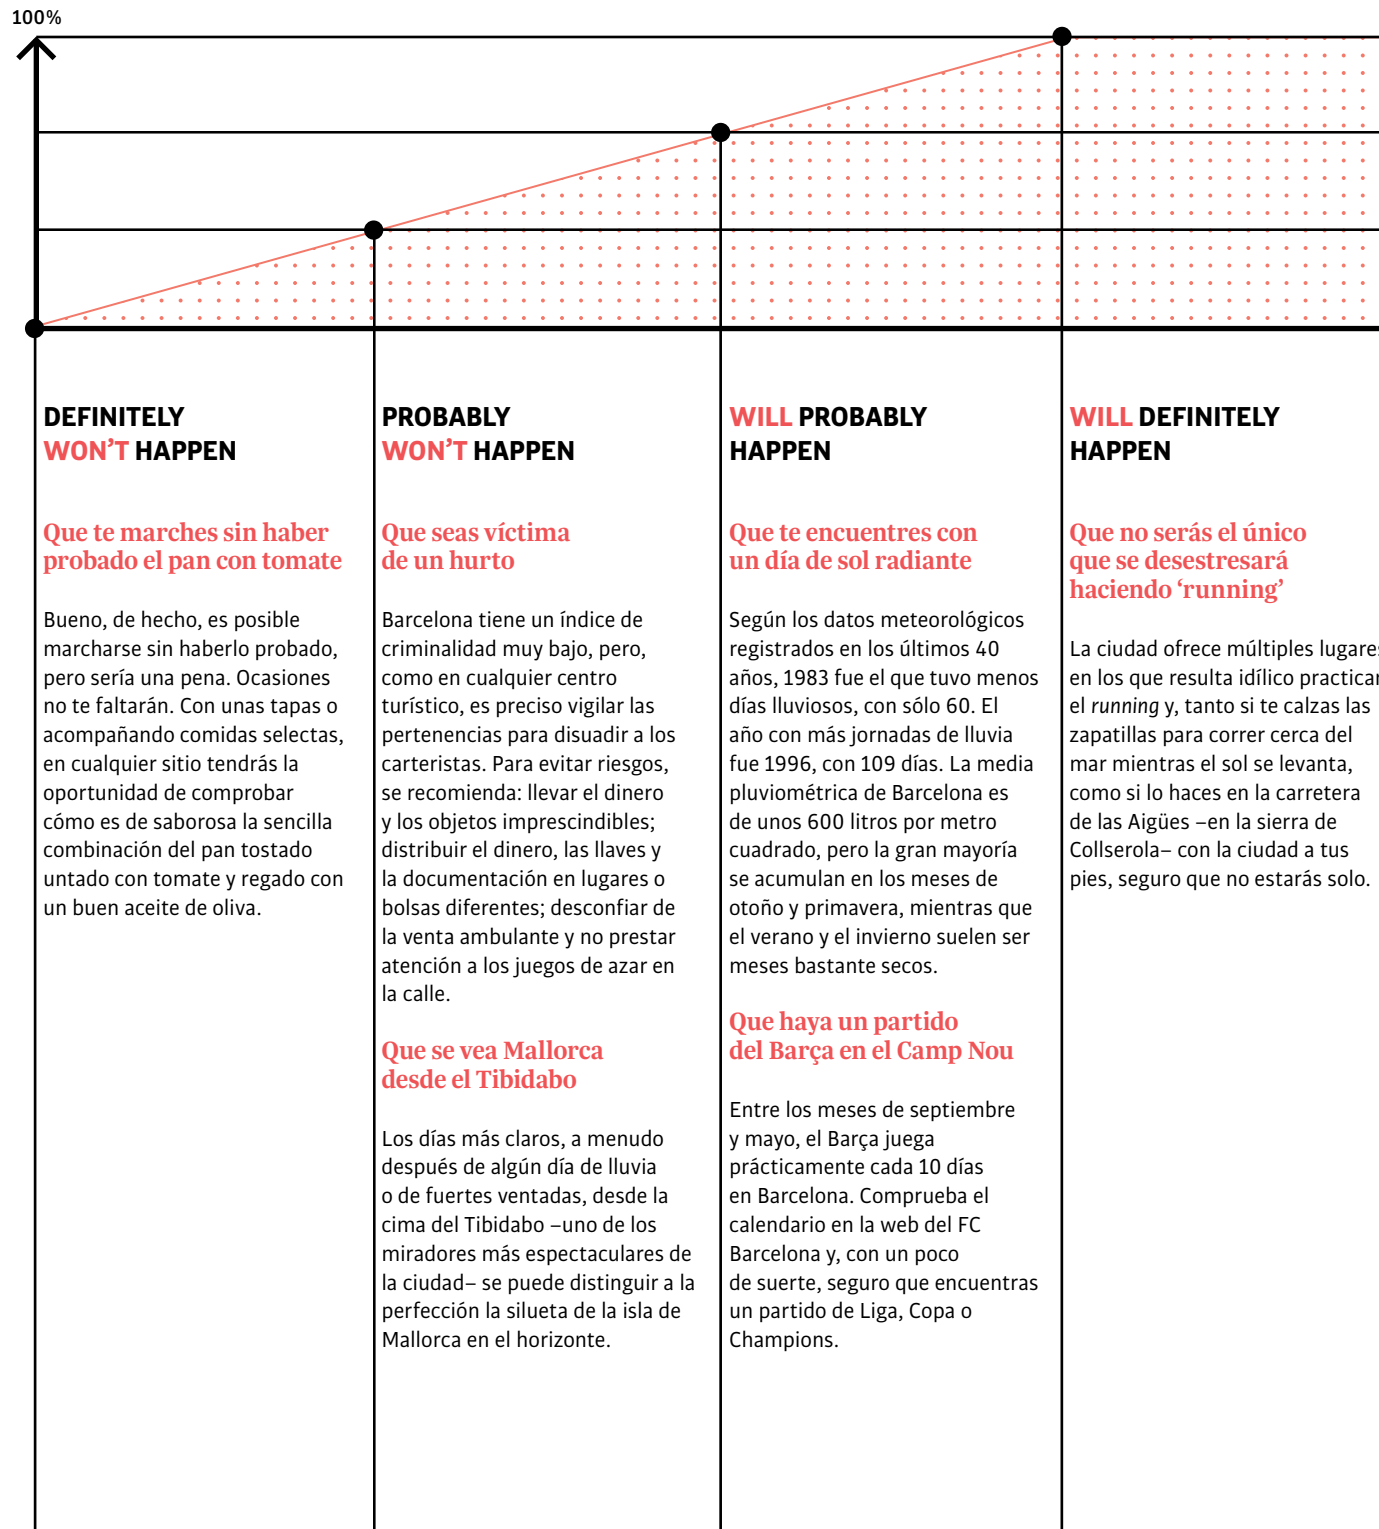 100%
DEFINITELY
WON'T HAPPEN
Que te marches sin haber
probado el pan con tomate
Bueno, de hecho, es posible
marcharse sin haberlo probado,
pero sería una pena. Ocasiones
no te faltarán. Con unas tapas o
acompañando comidas selectas,
en cualquier sitio tendrás la
oportunidad de comprobar
cómo es de saborosa la sencilla
combinación del pan tostado
untado con tomate y regado con
un buen aceite de oliva.
PROBABLY
WON'T HAPPEN
Que seas víctima
de un hurto
Barcelona tiene un índice de
criminalidad muy bajo, pero,
como en cualquier centro
turístico, es preciso vigilar las
pertenencias para disuadir a los
carteristas. Para evitar riesgos,
se recomienda: llevar el dinero
y los objetos imprescindibles;
distribuir el dinero, las llaves y
la documentación en lugares o
bolsas diferentes; desconfiar de
la venta ambulante y no prestar
atención a los juegos de azar en
la calle.
Que se vea Mallorca
desde el Tibidabo
Los días más claros, a menudo
después de algún día de lluvia
o de fuertes ventadas, desde la
cima del Tibidabo –uno de los
miradores más espectaculares de
la ciudad– se puede distinguir a la
perfección la silueta de la isla de
Mallorca en el horizonte.
WILL PROBABLY
HAPPEN
Que te encuentres con
un día de sol radiante
Según los datos meteorológicos
registrados en los últimos 40
años, 1983 fue el que tuvo menos
días lluviosos, con sólo 60. El
año con más jornadas de lluvia
fue 1996, con 109 días. La media
pluviométrica de Barcelona es
de unos 600 litros por metro
cuadrado, pero la gran mayoría
se acumulan en los meses de
otoño y primavera, mientras que
el verano y el invierno suelen ser
meses bastante secos.
Que haya un partido
del Barça en el Camp Nou
Entre los meses de septiembre
y mayo, el Barça juega
prácticamente cada 10 días
en Barcelona. Comprueba el
calendario en la web del FC
Barcelona y, con un poco
de suerte, seguro que encuentras
un partido de Liga, Copa o
Champions.
WILL DEFINITELY
HAPPEN
Que no serás el único
que se desestresará
haciendo ‘running’
La ciudad ofrece múltiples lugares
en los que resulta idílico practicar
el running y, tanto si te calzas las
zapatillas para correr cerca del
mar mientras el sol se levanta,
como si lo haces en la carretera
de las Aigües –en la sierra de
Collserola– con la ciudad a tus
pies, seguro que no estarás solo.